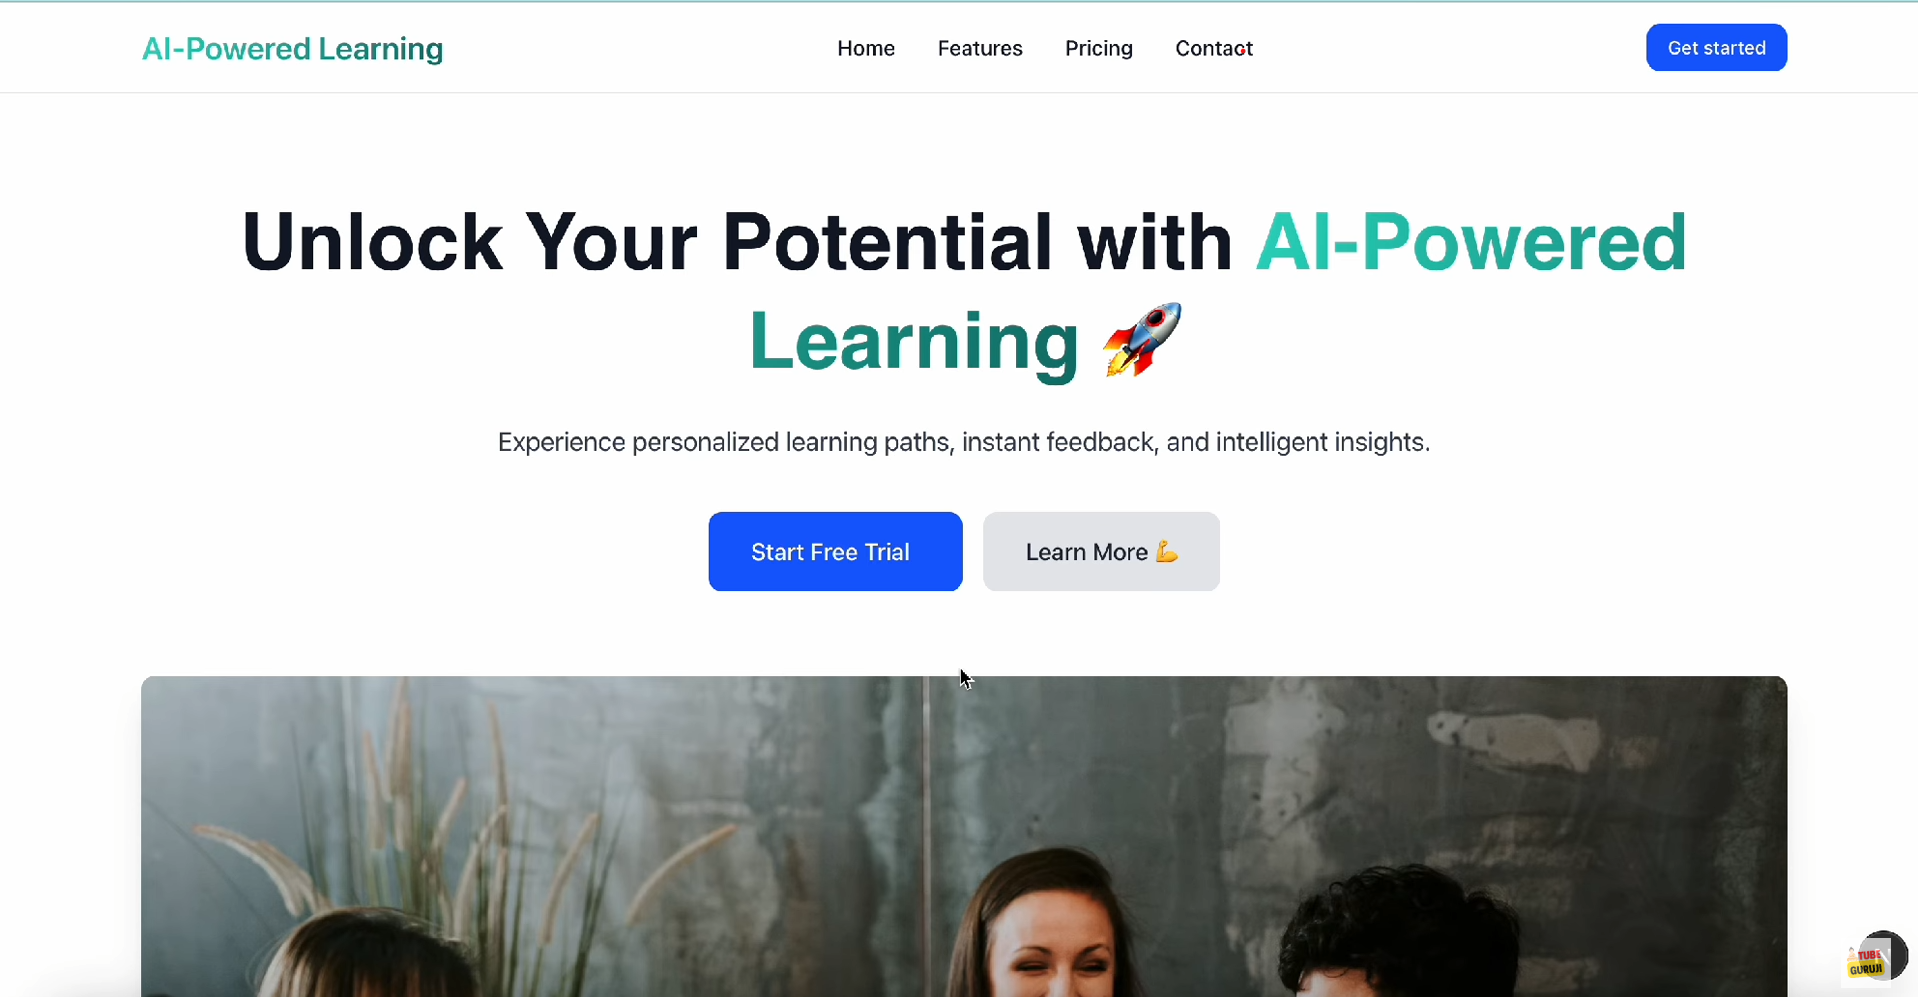 AI-Powered Learning
Home Features Pricing Contact
Get started
Unlock Your Potential with AI-Powered
Learning 🚀
Experience personalized learning paths, instant feedback, and intelligent insights.
Start Free Trial
Learn More 💪
TUBE
GURUJI